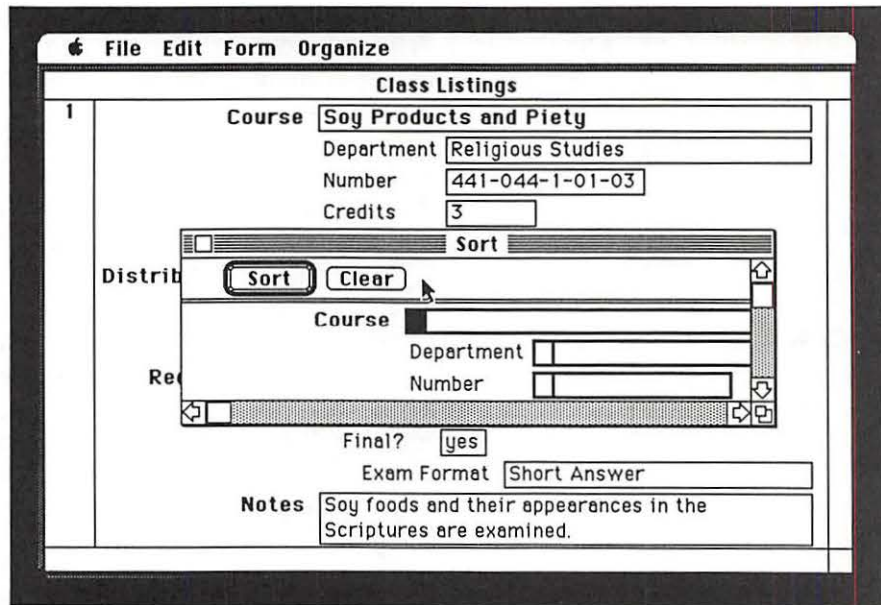 File Edit Form Organize
Class Listings
1
Course Soy Products and Piety
Department Religious Studies
Number 441-044-1-01-03
Credits 3
Sort
Distrib
Sort Clear
Course
Department
Rec
Number
Final? yes
Exam Format Short Answer
Notes Soy foods and their appearances in the
Scriptures are examined.